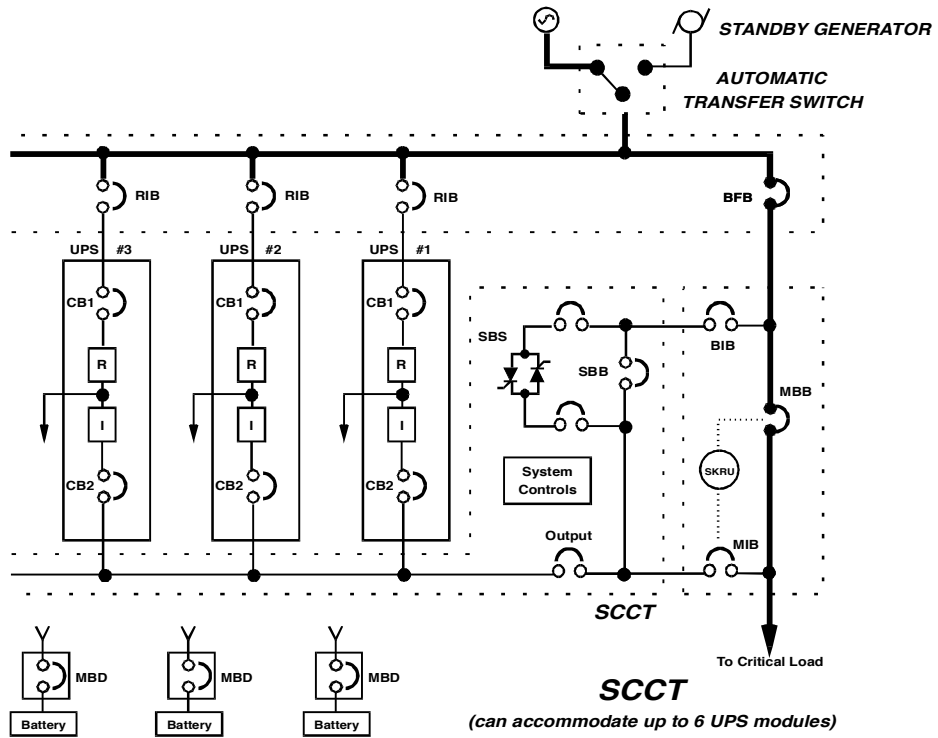 STANDBY GENERATOR
AUTOMATIC
TRANSFER SWITCH
RIB
RIB
RIB
BFB
UPS #3
UPS #2
UPS #1
CB1
CB1
CB1
SBS
SBB
BIB
R
R
R
MBB
I
I
I
SKRU
System
Controls
CB2
CB2
CB2
Output
MIB
SCCT
To Critical Load
MBD
MBD
MBD
SCCT
Battery
Battery
Battery
(can accommodate up to 6 UPS modules)